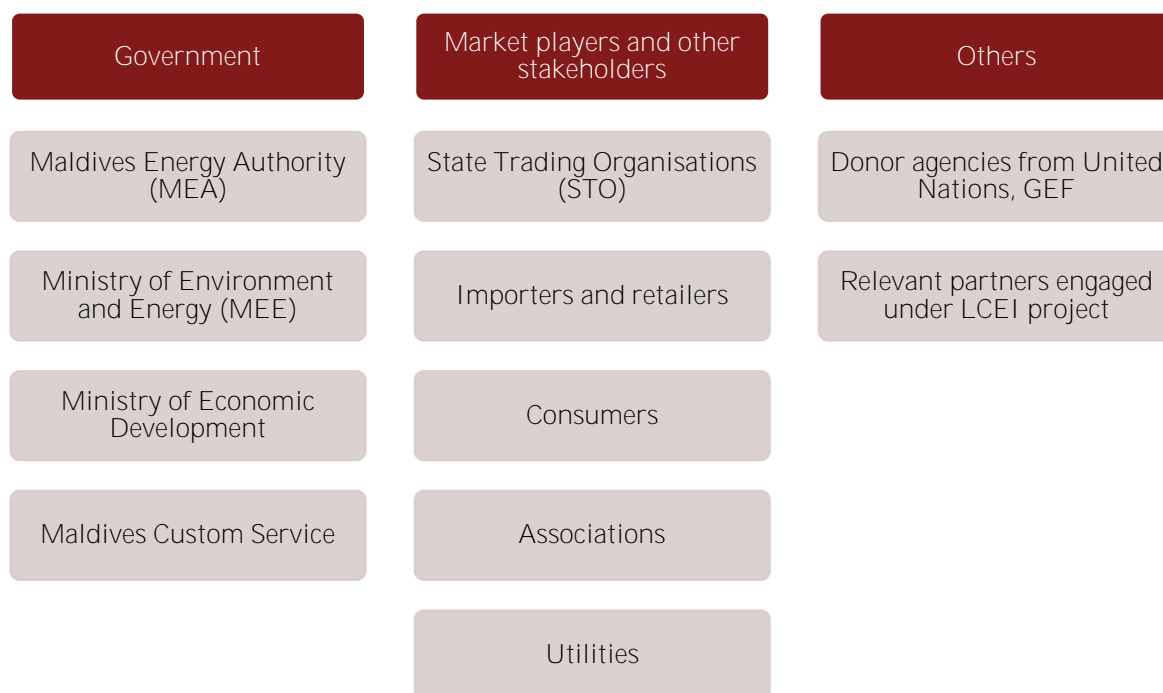 Government
Maldives Energy Authority
(MEA)
Ministry of Environment
and Energy (MEE)
Ministry of Economic
Development
Maldives Custom Service
Market players and other
stakeholders
State Trading Organisations
(STO)
Importers and retailers
Consumers
Associations
Utilities
Others
Donor agencies from United
Nations, GEF
Relevant partners engaged
under LCEI project